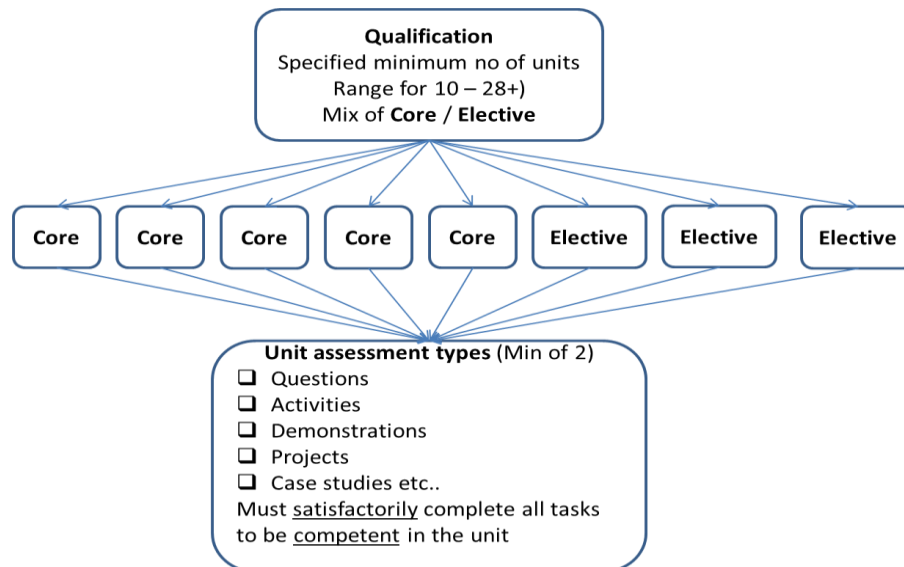 Qualification
Specified minimum no of units
Range for 10 – 28+)
Mix of Core / Elective
Core Core Core Core Core Elective Elective Elective
Unit assessment types (Min of 2)
❑ Questions
❑ Activities
❑ Demonstrations
❑ Projects
❑ Case studies etc..
Must satisfactorily complete all tasks
to be competent in the unit